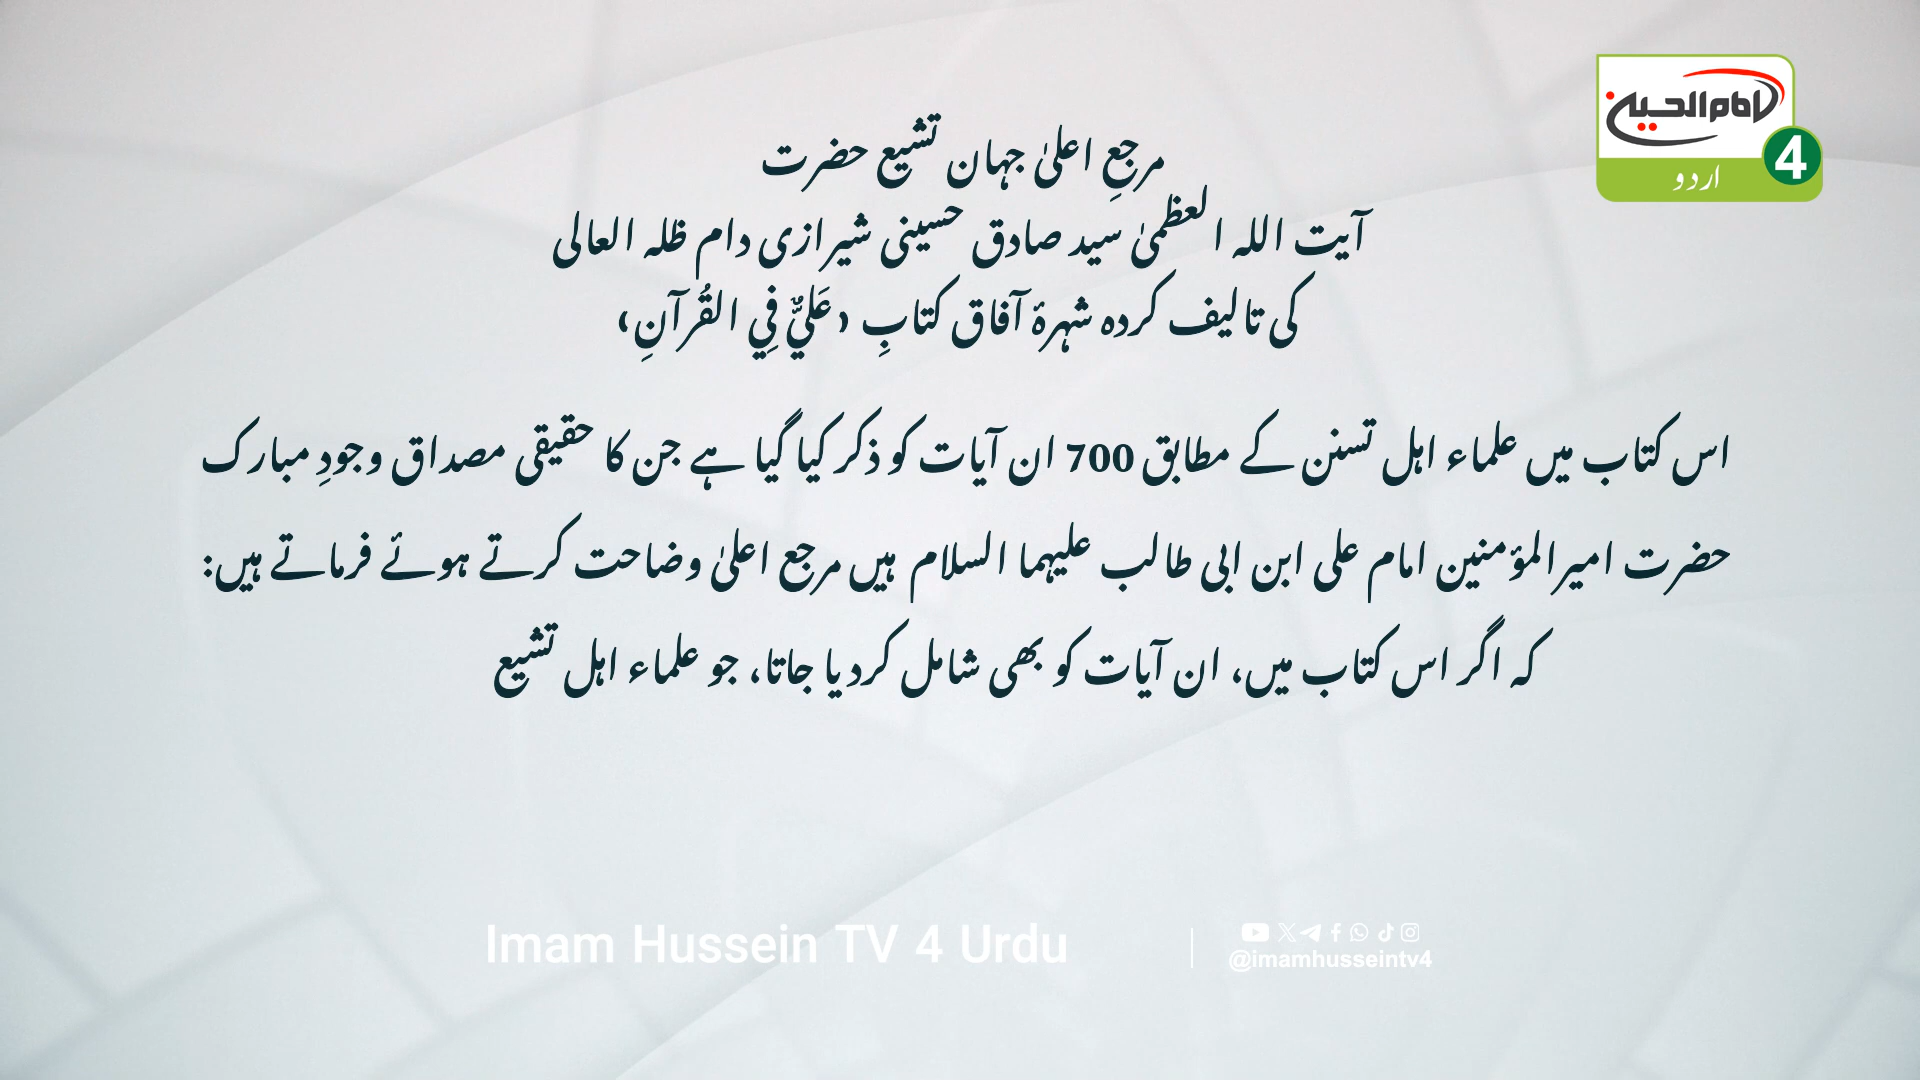 امام الحسین
4
اردو
مرجعِ اعلیٰ جہان تشیع حضرت
آیت اللہ العظمیٰ سید صادق حسینی شیرازی دام ظلہ العالی
کی تالیف کردہ شہرۂ آفاق کتابِ ‹عَلِيٌّ فِي القُرآنِ›
اس کتاب میں علماء اہل تسنن کے مطابق 700 ان آیات کو ذکر کیا گیا ہے جن کا حقیقی مصداق وجودِ مبارک
حضرت امیرالمؤمنین امام علی ابن ابی طالب علیہما السلام ہیں مرجع اعلیٰ وضاحت کرتے ہوئے فرماتے ہیں:
کہ اگر اس کتاب میں، ان آیات کو بھی شامل کردیا جاتا، جو علماء اہل تشیع
Imam Hussein TV 4 Urdu
@imamhusseintv4